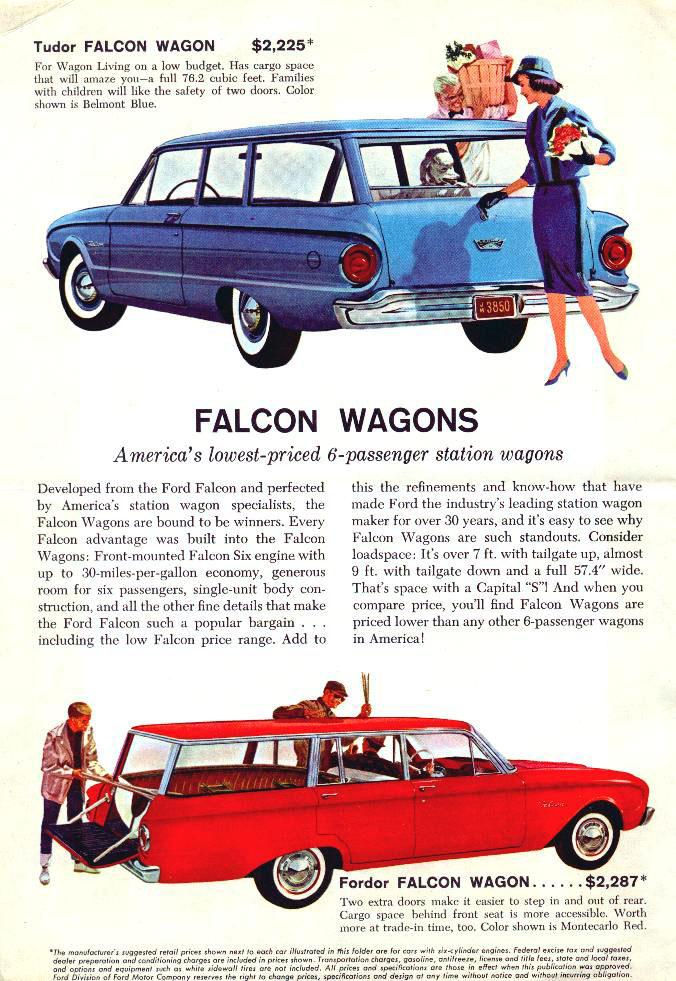 Tudor FALCON WAGON $2,225*
For Wagon Living on a low budget. Has cargo space
that will amaze you—a full 76.2 cubic feet. Families
with children will like the safety of two doors. Color
shown is Belmont Blue.
Falcon
3850
FALCON WAGONS
America's lowest-priced 6-passenger station wagons
Developed from the Ford Falcon and perfected
by America's station wagon specialists, the
Falcon Wagons are bound to be winners. Every
Falcon advantage was built into the Falcon
Wagons: Front-mounted Falcon Six engine with
up to 30-miles-per-gallon economy, generous
room for six passengers, single-unit body con-
struction, and all the other fine details that make
the Ford Falcon such a popular bargain . . .
including the low Falcon price range. Add to
this the refinements and know-how that have
made Ford the industry's leading station wagon
maker for over 30 years, and it's easy to see why
Falcon Wagons are such standouts. Consider
loadspace: It's over 7 ft. with tailgate up, almost
9 ft. with tailgate down and a full 57.4″ wide.
That's space with a Capital “S”! And when you
compare price, you'll find Falcon Wagons are
priced lower than any other 6-passenger wagons
in America!
Falcon
Fordor FALCON WAGON......$2,287*
Two extra doors make it easier to step in and out of rear.
Cargo space behind front seat is more accessible. Worth
more at trade-in time, too. Color shown is Montecarlo Red.
*The manufacturer's suggested retail prices shown next to each car illustrated in this folder are for cars with six-cylinder engines. Federal excise tax and suggested
dealer preparation and conditioning charges are included in prices shown. Transportation charges, gasoline, antifreeze, license and title fees, state and local taxes,
and options and equipment such as white sidewall tires are not included. All prices and specifications are those in effect when this publication was approved.
Ford Division of Ford Motor Company reserves the right to change prices, specifications and design at any time without notice and without incurring obligation.